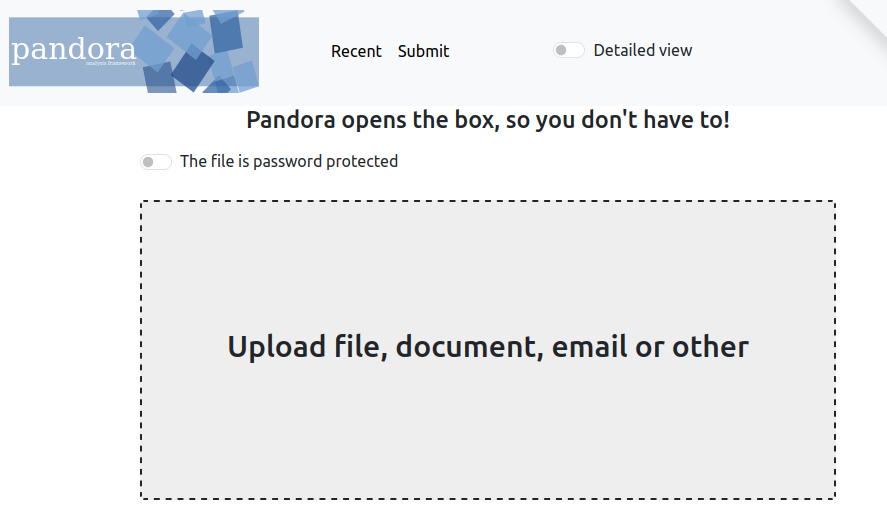 pandora
analysis framework
Recent Submit Detailed view
Pandora opens the box, so you don't have to!
The file is password protected
Upload file, document, email or other